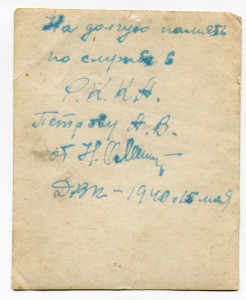 На долгую память
по службе в
Р.К.К.А.
Петрову А.В.
от Н.
ДВК – 1940 г. 15 мая